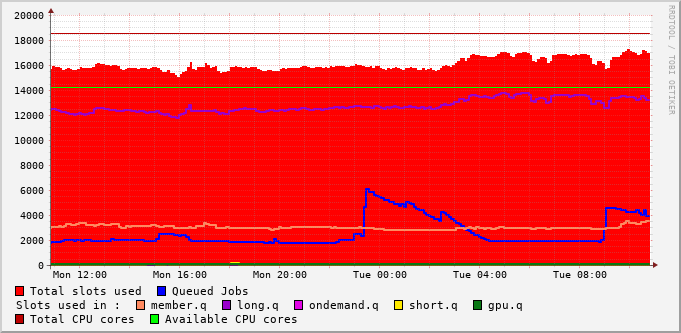 20000
18000
16000
14000
12000
10000
8000
6000
4000
2000
0
Mon 12:00 Mon 16:00 Mon 20:00 Tue 00:00 Tue 04:00 Tue 08:00
RRDTOOL / TOBI OETIKER
Total slots used Queued Jobs
Slots used in : member.q long.q ondemand.q short.q gpu.q
Total CPU cores Available CPU cores